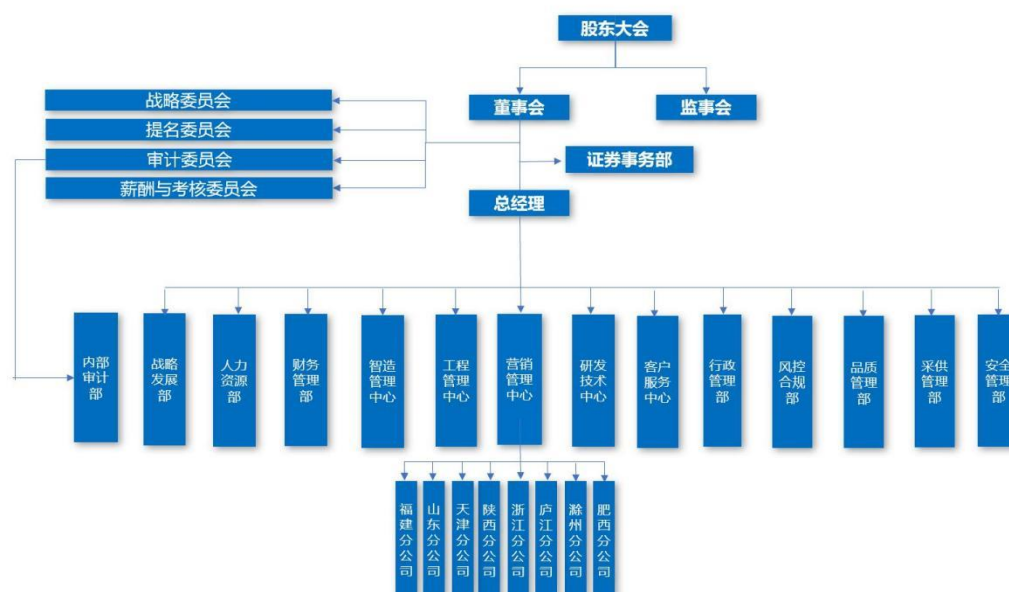 股东大会
董事会
监事会
战略委员会
提名委员会
审计委员会
薪酬与考核委员会
证券事务部
总经理
内部
审计
部
战略
发展
部
人力
资源
部
财务
管理
部
智造
管理
中心
工程
管理
中心
营销
管理
中心
研发
技术
中心
客户
服务
中心
行政
管理
部
风控
合规
部
品质
管理
部
采供
管理
部
安全
管理
部
福建分公司
山东分公司
天津分公司
陕西分公司
浙江分公司
庐江分公司
滁州分公司
肥西分公司